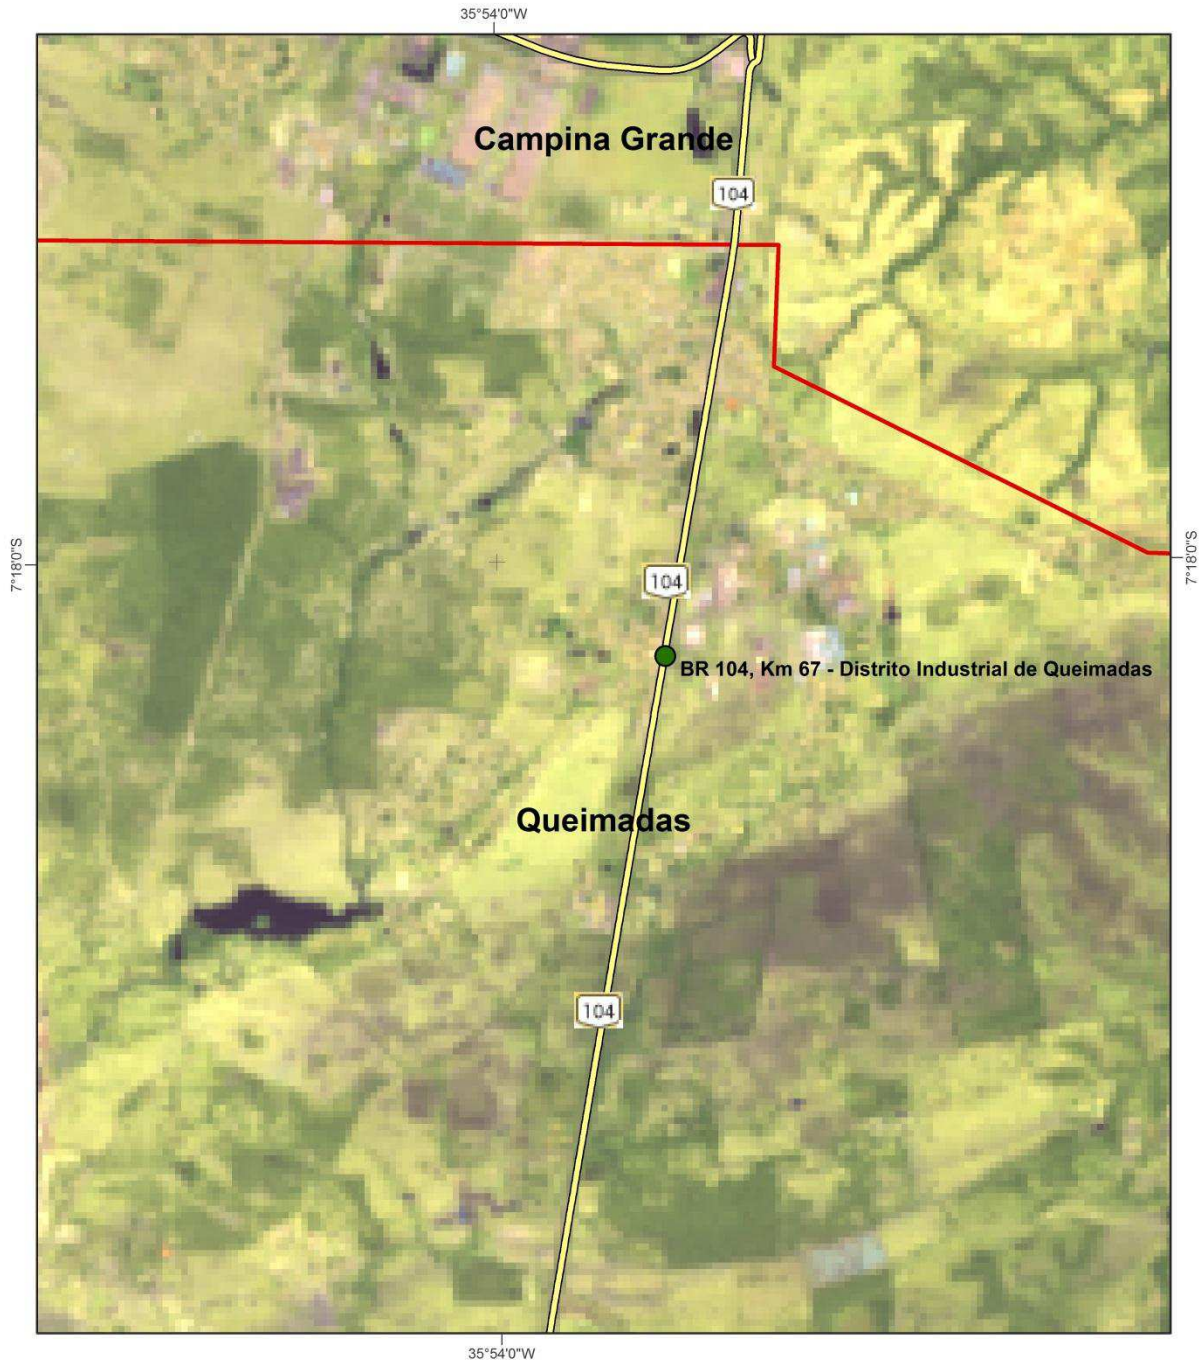 35°54'0"W
Campina Grande
104
7°18'0"S
7°18'0"S
104
BR 104, Km 67 - Distrito Industrial de Queimadas
Queimadas
104
35°54'0"W